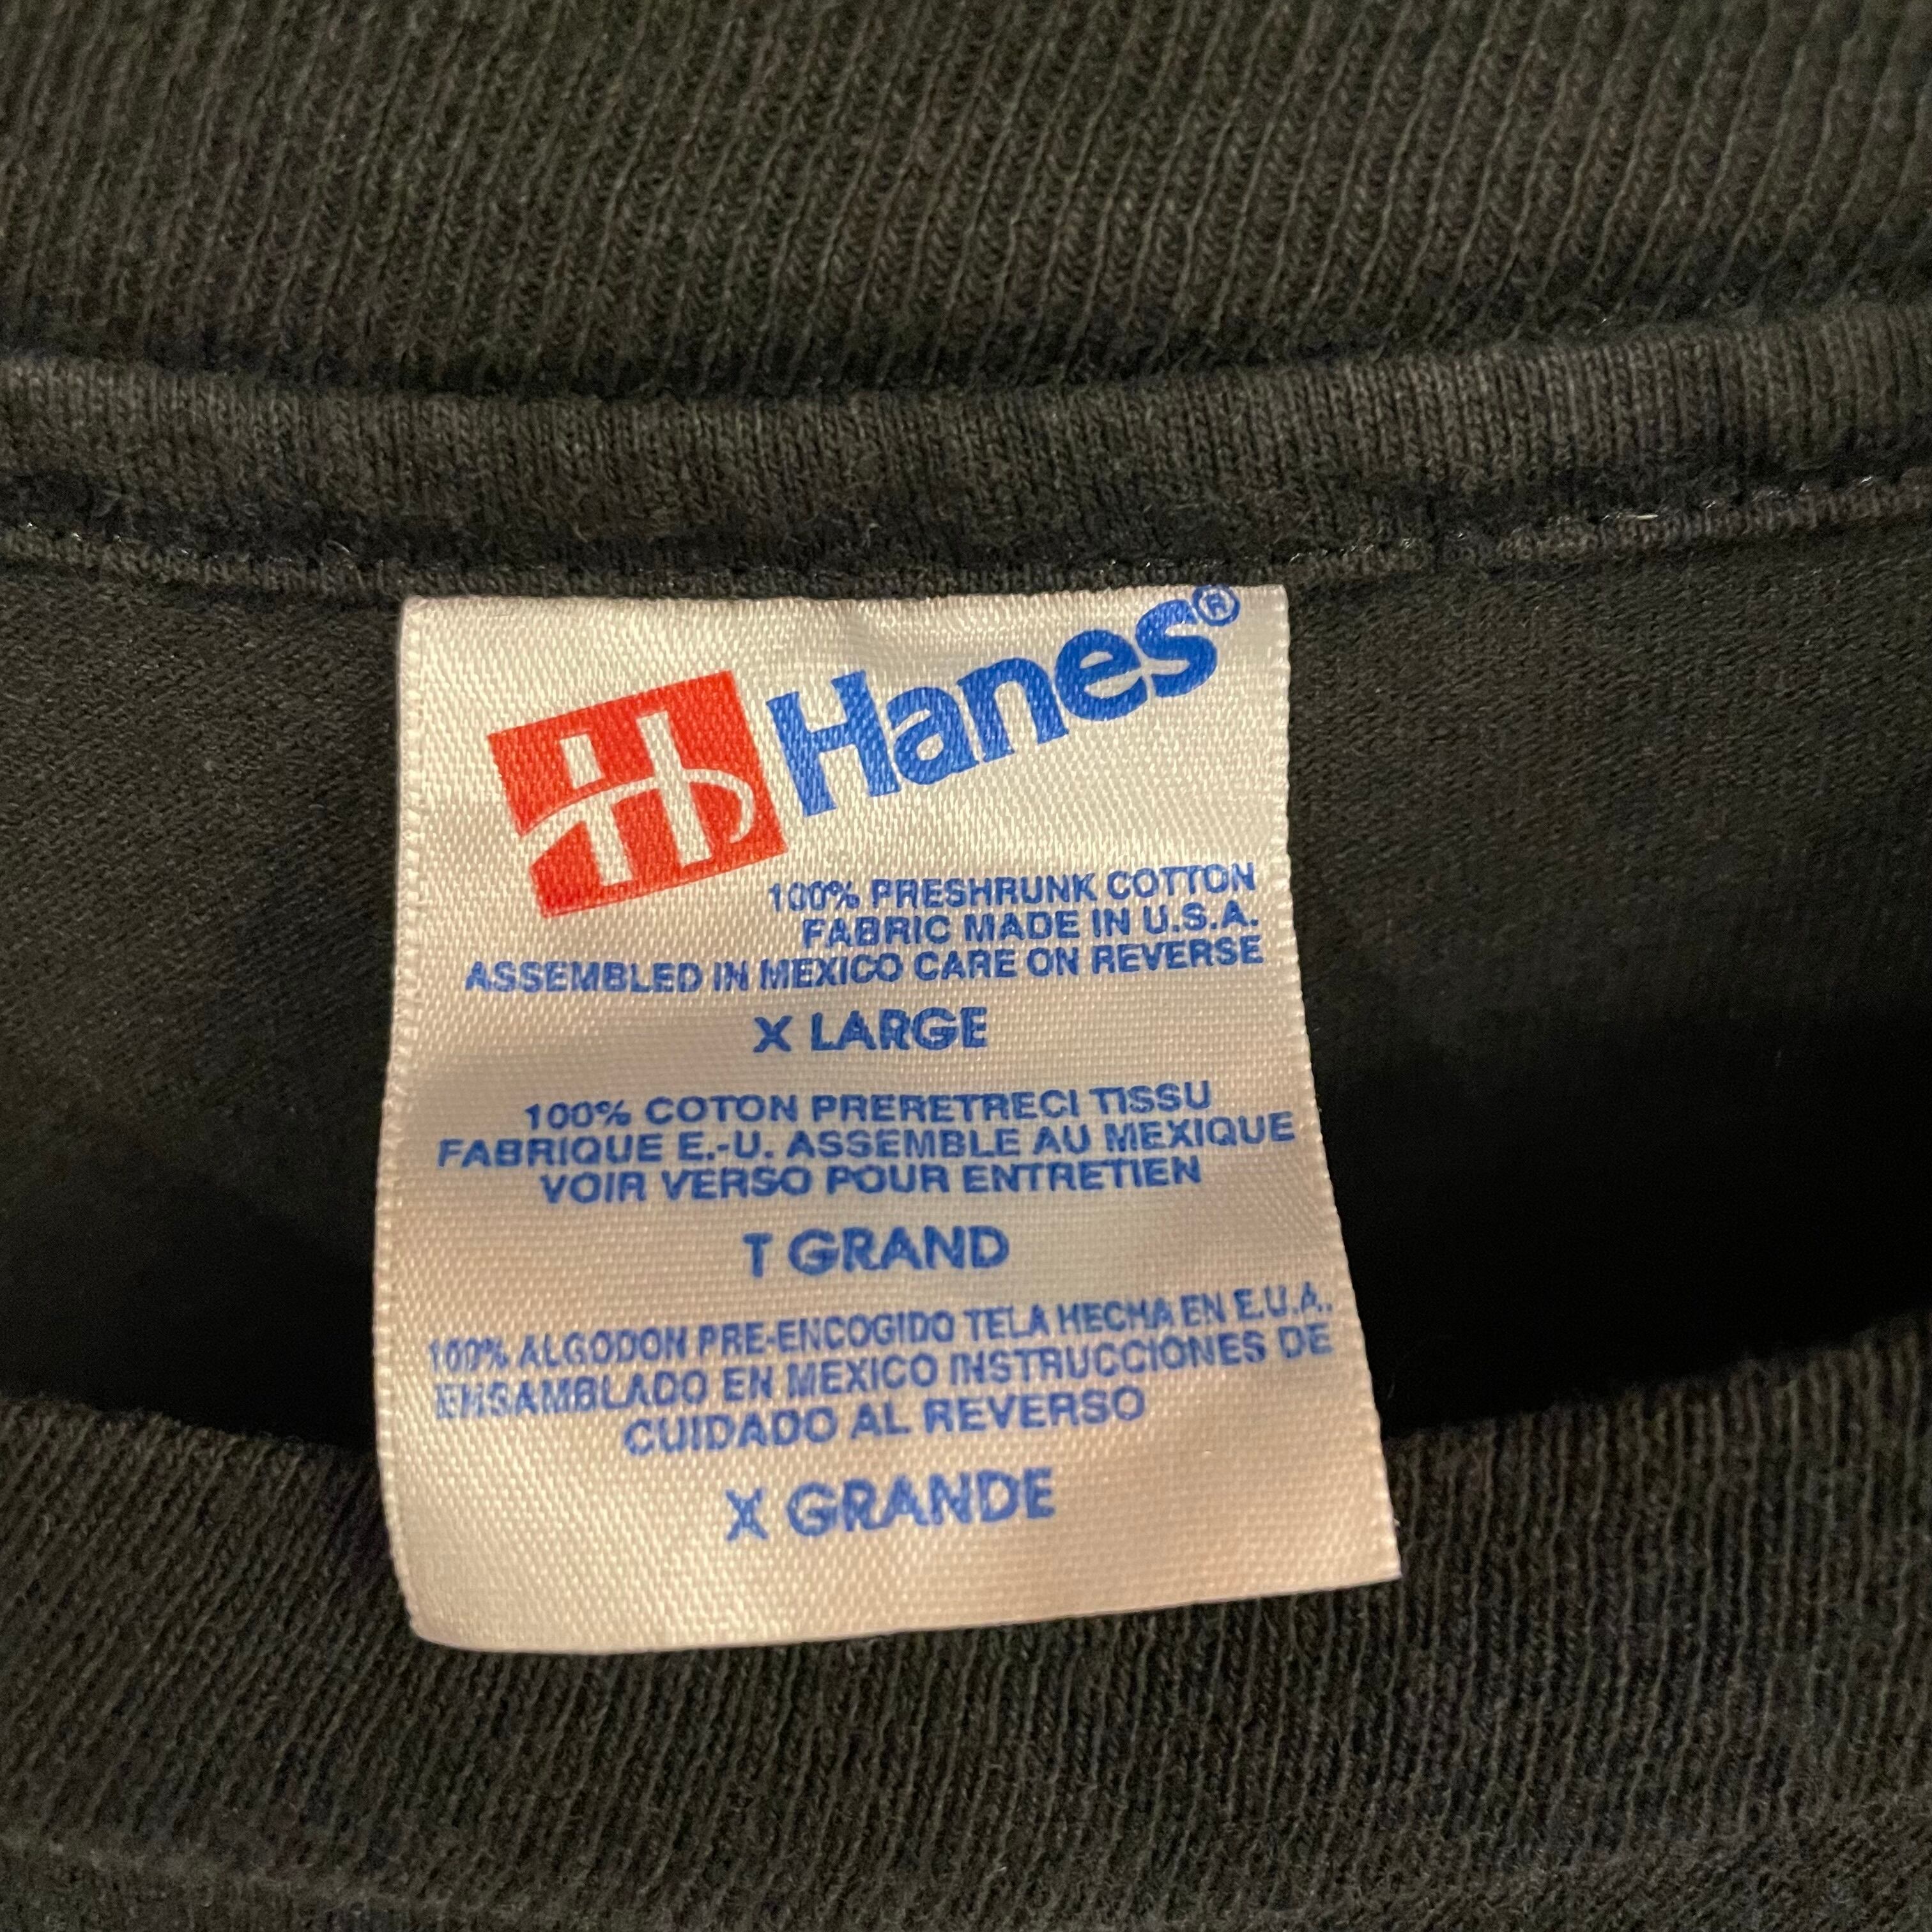 H Hanes®
100% PRESHRUNK COTTON
FABRIC MADE IN U.S.A.
ASSEMBLED IN MEXICO CARE ON REVERSE
X LARGE
100% COTON PRERETRECI TISSU
FABRIQUE E.-U. ASSEMBLE AU MEXIQUE
VOIR VERSO POUR ENTRETIEN
T GRAND
100% ALGODON PRE-ENCOGIDO TELA HECHA EN E.U.A.
ENSAMBLADO EN MEXICO INSTRUCCIONES DE
CUIDADO AL REVERSO
X GRANDE